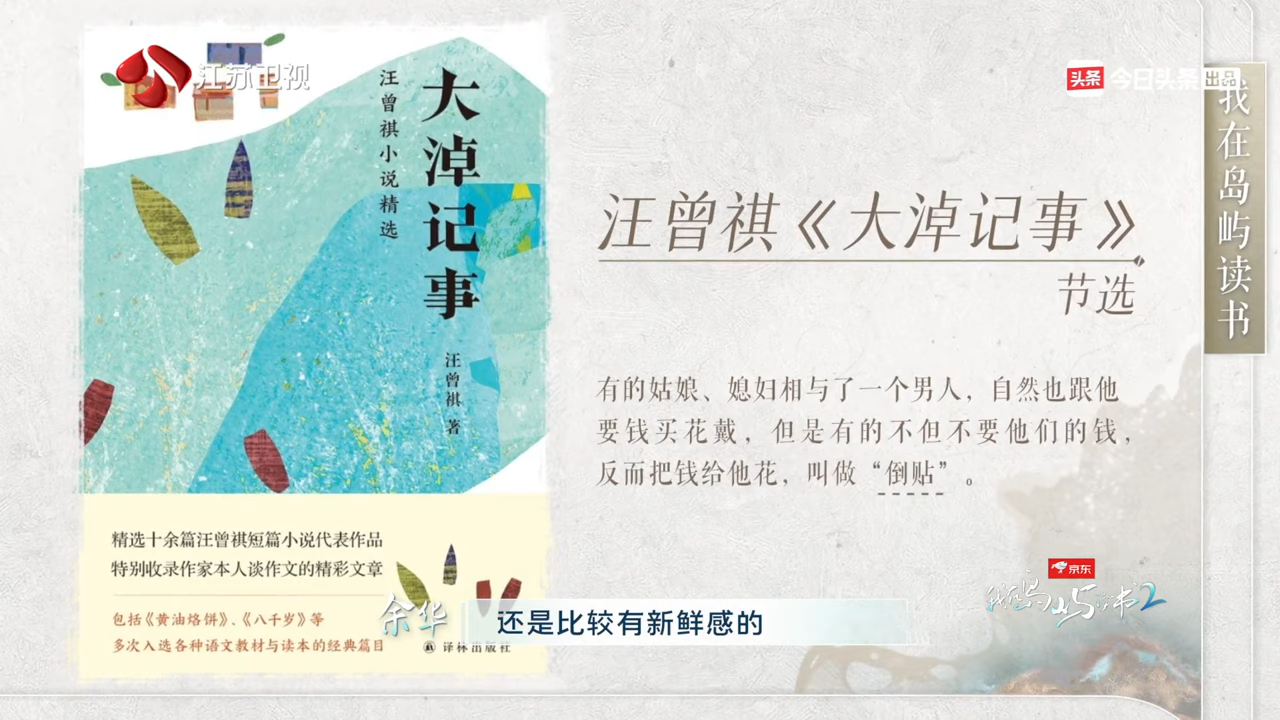 江苏卫视
头条 今日头条 出品
我在岛屿读书
大淖记事
汪曾祺小说精选
汪曾祺 著
精选十余篇汪曾祺短篇小说代表作品
特别收录作家本人谈作文的精彩文章
包括《黄油烙饼》、《八千岁》等
多次入选各种语文教材与读本的经典篇目
译林出版社
汪曾祺《大淖记事》
节选
有的姑娘、媳妇相与了一个男人，自然也跟他
要钱买花戴，但是有的不但不要他们的钱，
反而把钱给他花，叫做“倒贴”。
京东
我在岛屿读书2
余华 还是比较有新鲜感的